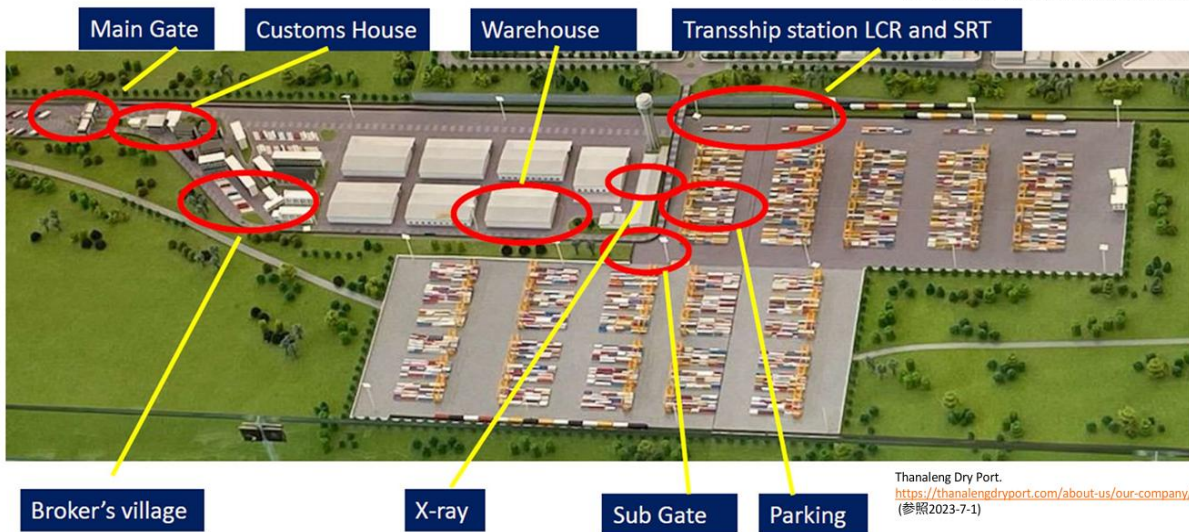 Main Gate
Customs House
Warehouse
Transship station LCR and SRT
Broker's village
X-ray
Sub Gate
Parking
Thanaleng Dry Port.
https://thanalengdryport.com/about-us/our-company/
(参照2023-7-1)